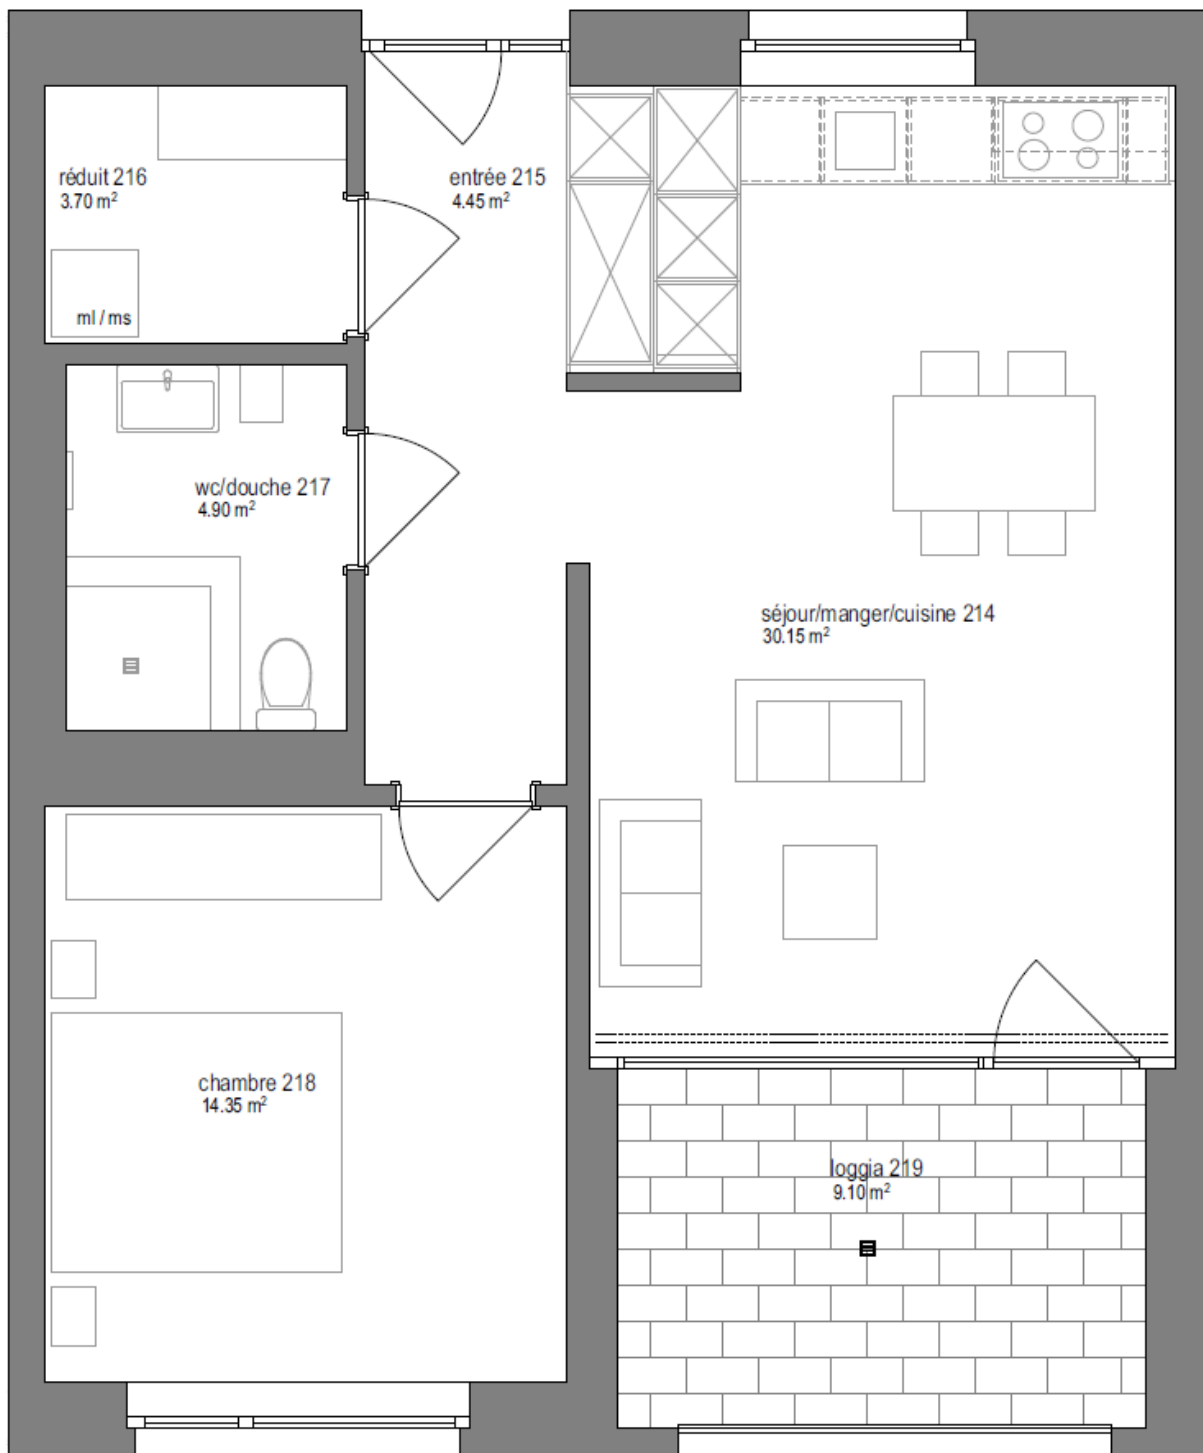 réduit 216
3.70 m²
entrée 215
4.45 m²
ml / ms
wc/douche 217
4.90 m²
séjour/manger/cuisine 214
30.15 m²
chambre 218
14.35 m²
loggia 219
9.10 m²